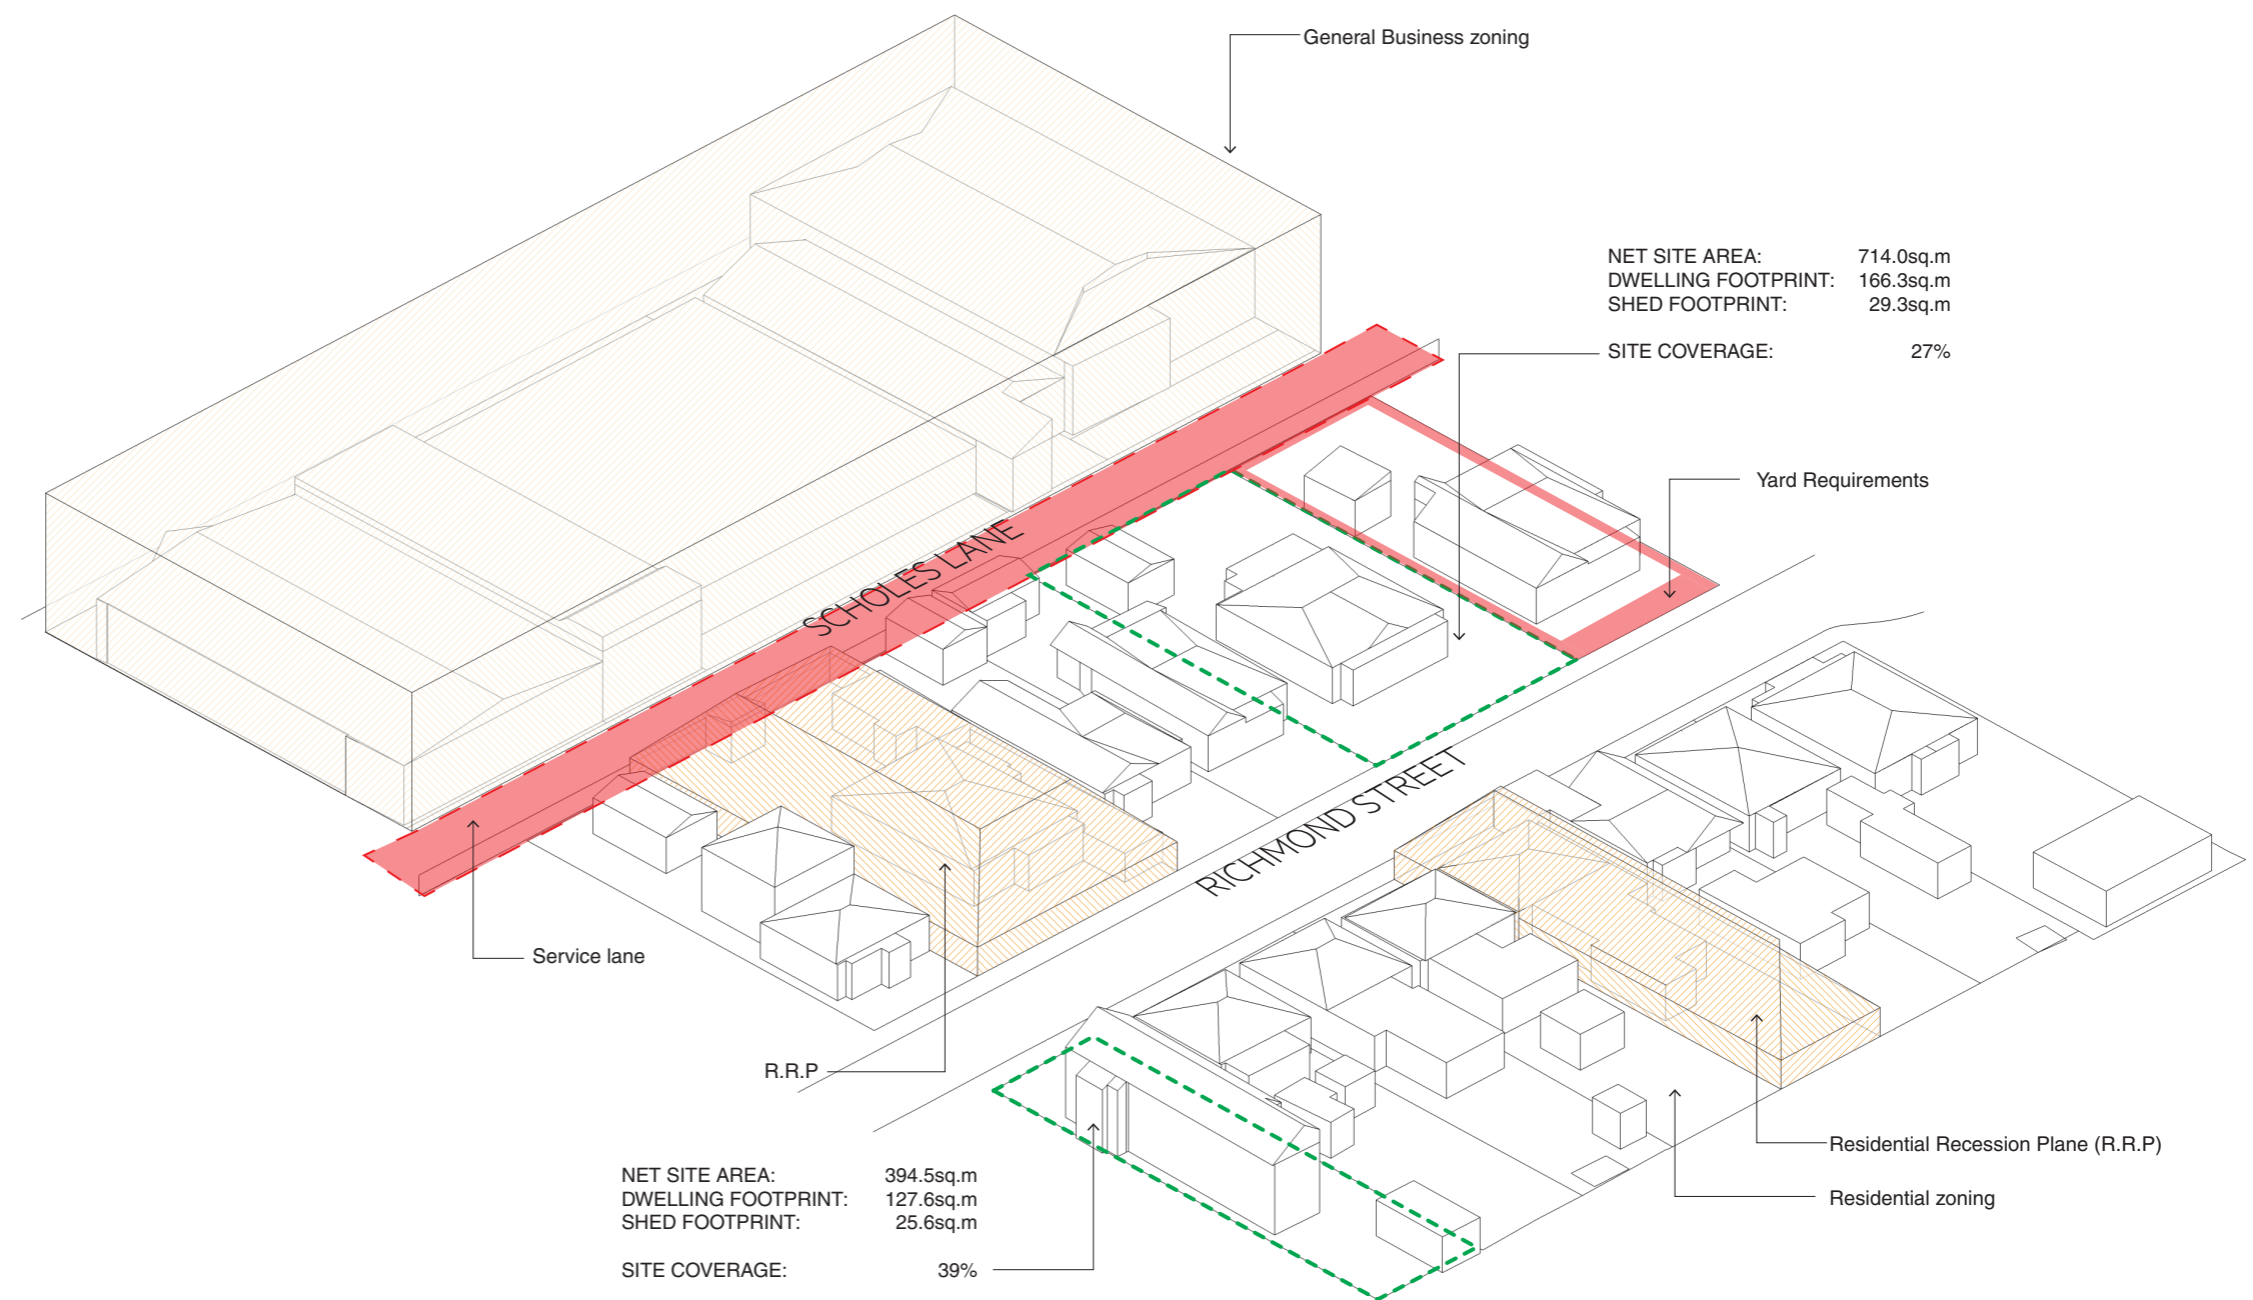 General Business zoning
NET SITE AREA: 714.0sq.m
DWELLING FOOTPRINT: 166.3sq.m
SHED FOOTPRINT: 29.3sq.m
SITE COVERAGE: 27%
Yard Requirements
SCHOLES LANE
RICHMOND STREET
Service lane
R.R.P
Residential Recession Plane (R.R.P)
Residential zoning
NET SITE AREA: 394.5sq.m
DWELLING FOOTPRINT: 127.6sq.m
SHED FOOTPRINT: 25.6sq.m
SITE COVERAGE: 39%